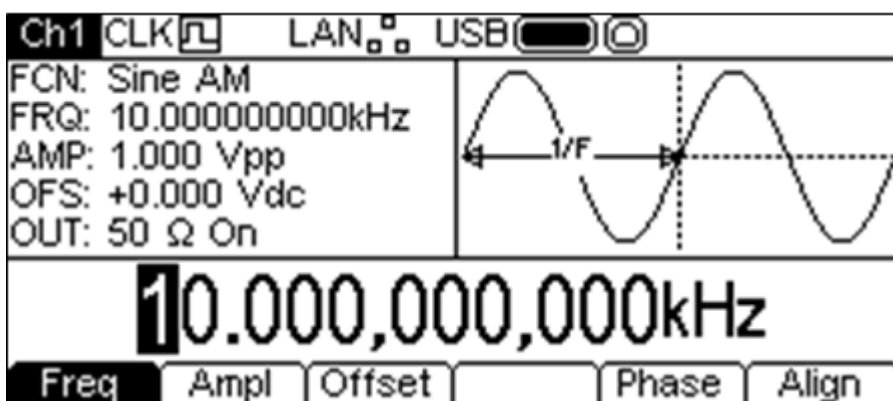 Ch1 CLK LAN USB
FCN: Sine AM
FRQ: 10.000000000kHz
AMP: 1.000 Vpp
OFS: +0.000 Vdc
OUT: 50 Ω On
1/F
10.000,000,000kHz
Freq Ampl Offset Phase Align